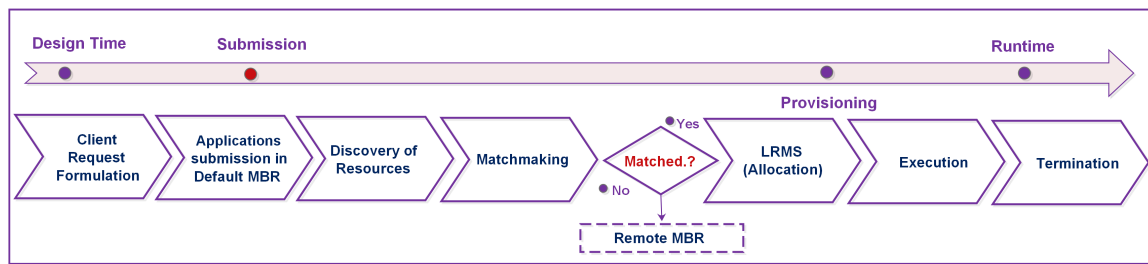 Design Time
Submission
Runtime
Provisioning
Client
Request
Formulation
Applications
submission in
Default MBR
Discovery of
Resources
Matchmaking
Matched.?
Yes
No
LRMS
(Allocation)
Execution
Termination
Remote MBR